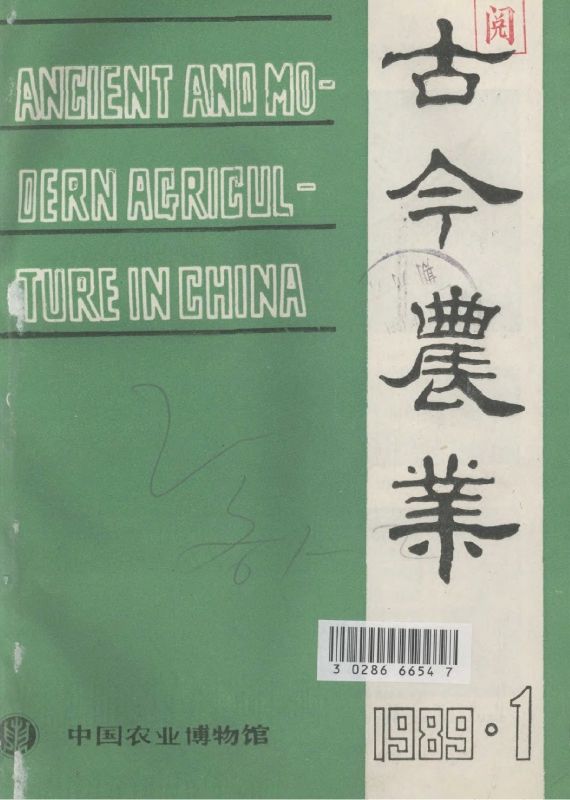 ANCIENT AND MO-
DERN AGRICUL-
TURE IN CHINA
阅
古今農業
3 0286 6654 7
中国农业博物馆
1989·1